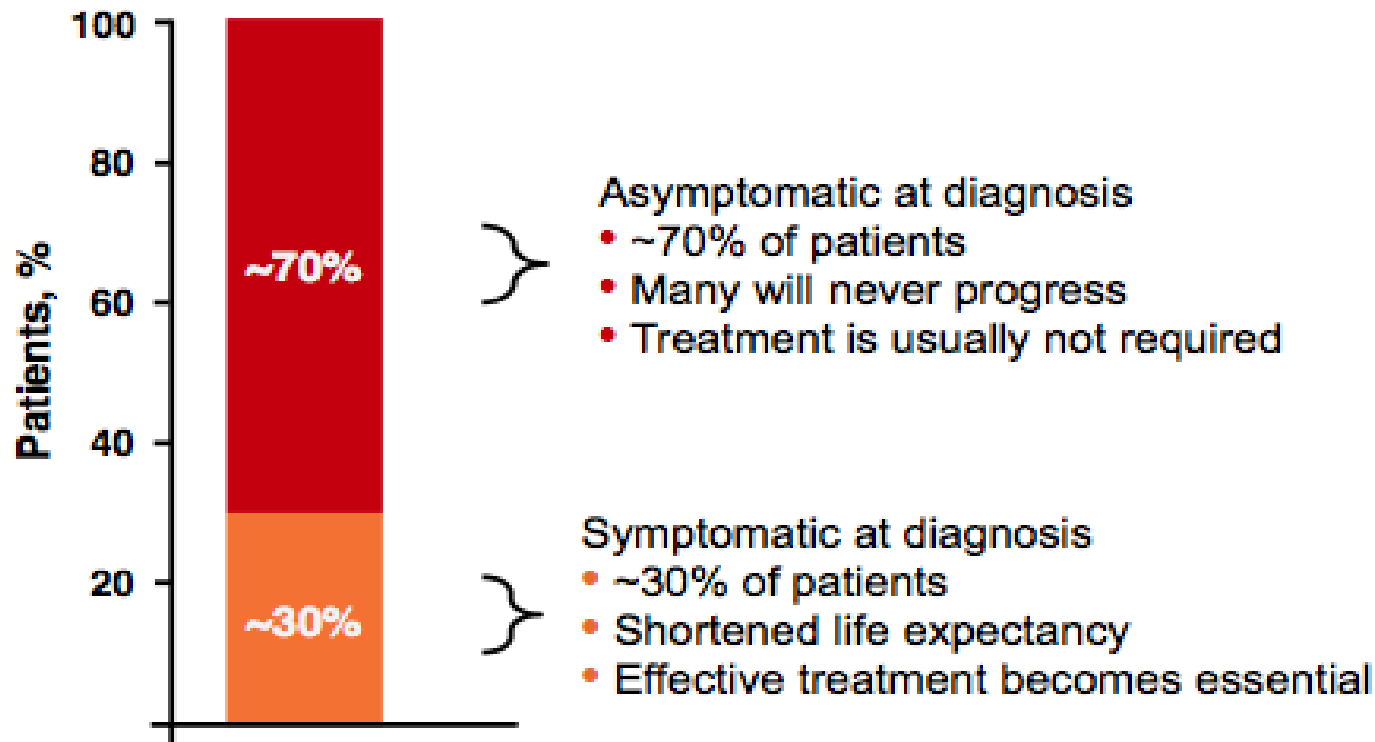 100
80
60
40
20
Patients, %
~70%
~30%
Asymptomatic at diagnosis
• ~70% of patients
• Many will never progress
• Treatment is usually not required
Symptomatic at diagnosis
• ~30% of patients
• Shortened life expectancy
• Effective treatment becomes essential